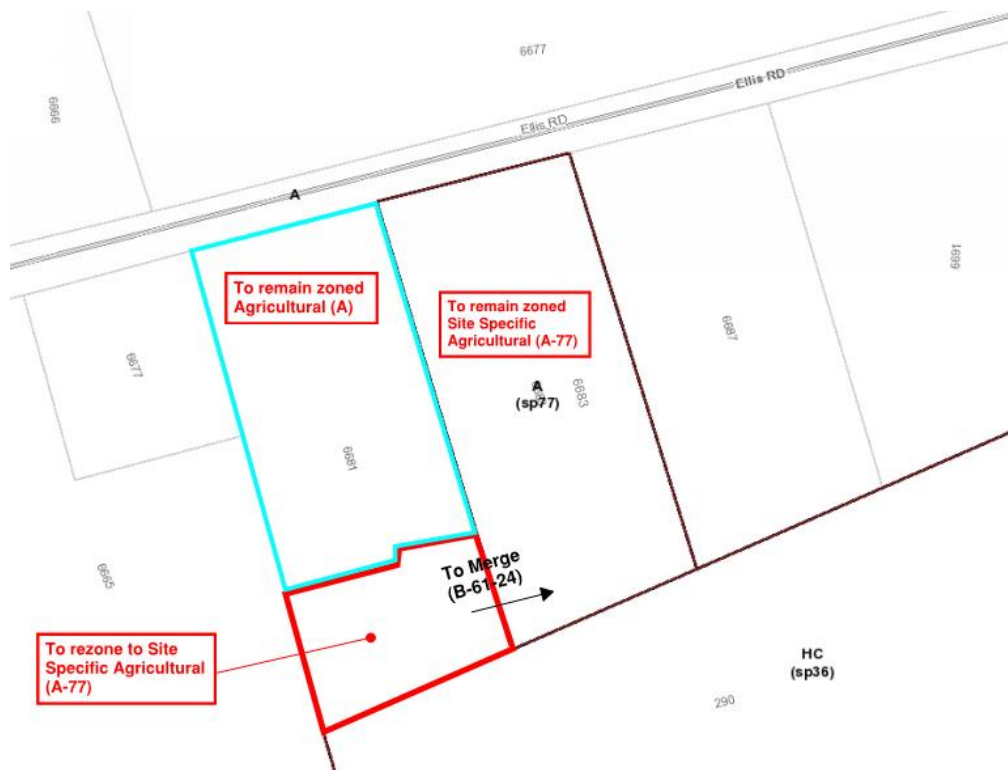 6677
6666
Ellis RD
Ellis RD
A
To remain zoned
Agricultural (A)
To remain zoned
Site Specific
Agricultural (A-77)
6691
6687
6677
A
(sp77)
6683
6681
To Merge
(B-61-24)
6665
To rezone to Site
Specific Agricultural
(A-77)
HC
(sp36)
290